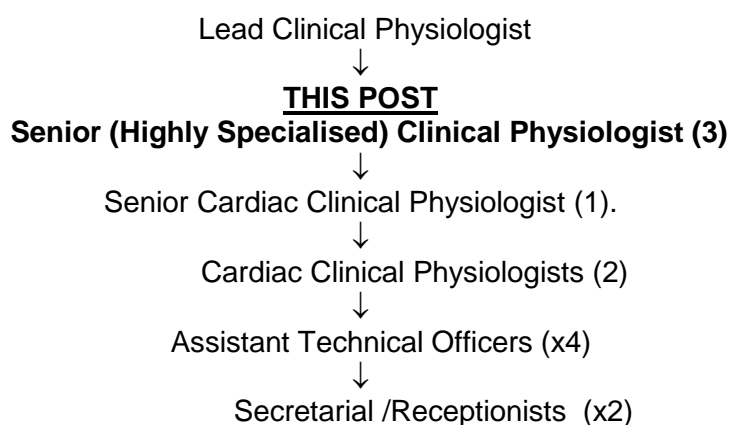 Lead Clinical Physiologist
↓
THIS POST
Senior (Highly Specialised) Clinical Physiologist (3)
↓
Senior Cardiac Clinical Physiologist (1).
↓
Cardiac Clinical Physiologists (2)
↓
Assistant Technical Officers (x4)
↓
Secretarial /Receptionists (x2)